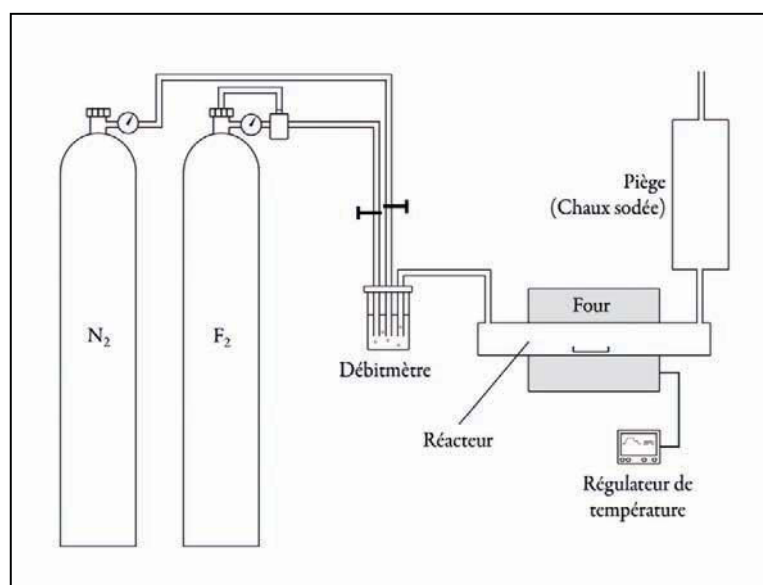 N₂
F₂
Débitmètre
Réacteur
Four
Piège
(Chaux sodée)
Régulateur de
température